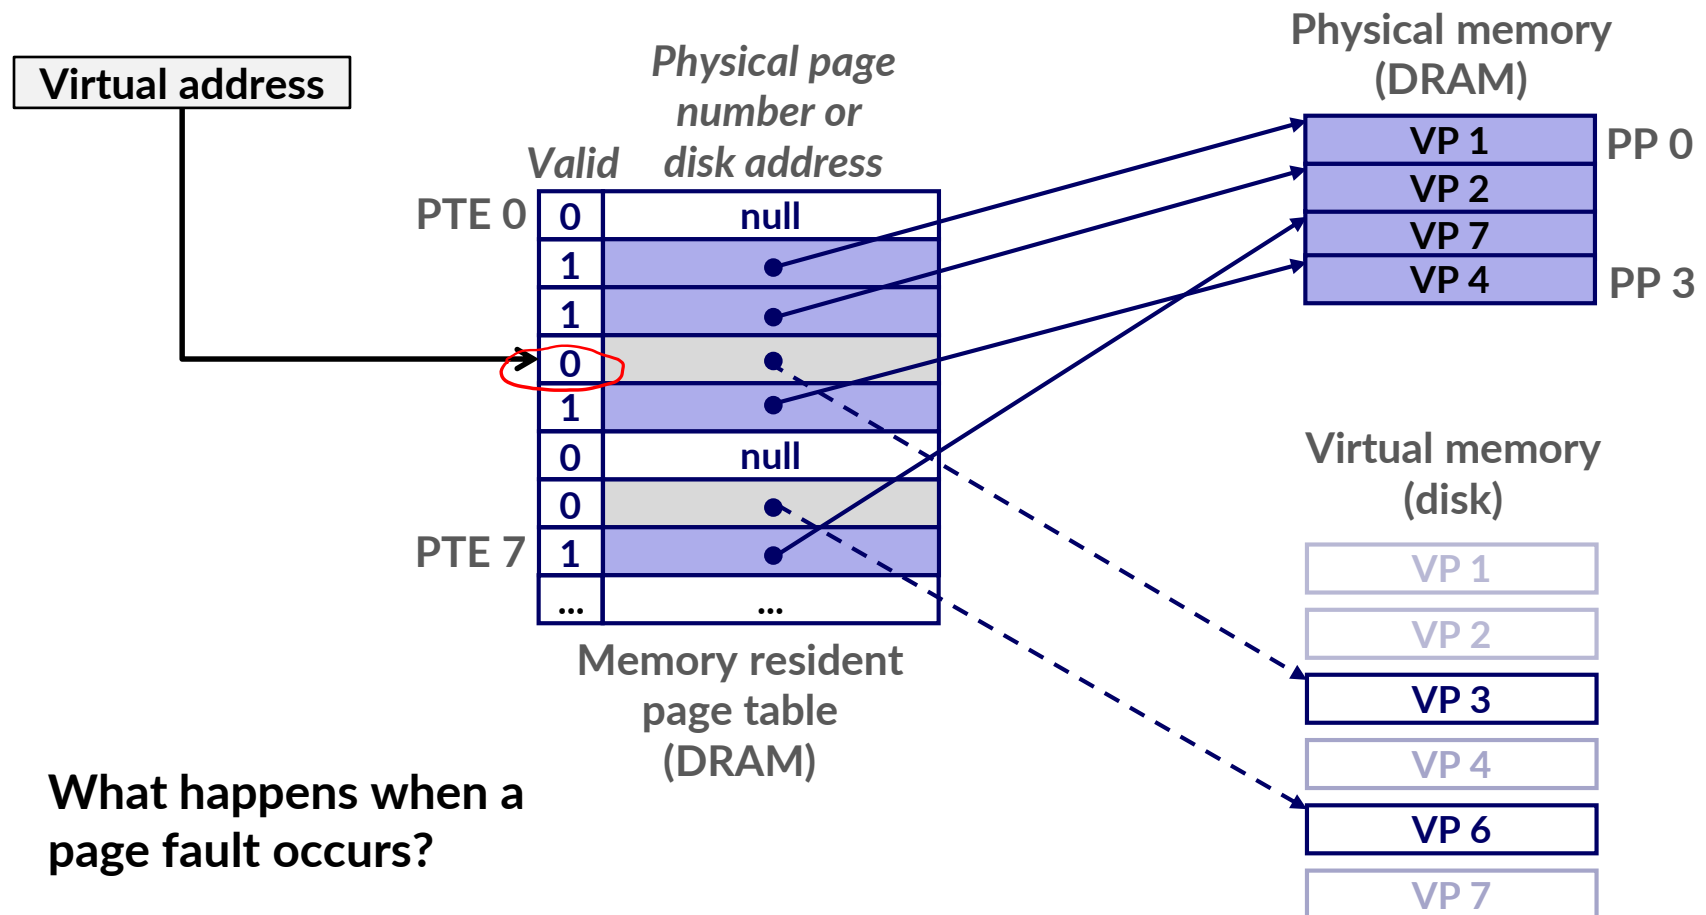 Virtual address
Physical page
number or
disk address
Valid
PTE 0
0 null
1
1
0
1
0 null
0
PTE 7
1
... ...
Memory resident
page table
(DRAM)
Physical memory
(DRAM)
VP 1
PP 0
VP 2
VP 7
VP 4
PP 3
Virtual memory
(disk)
VP 1
VP 2
VP 3
VP 4
VP 6
VP 7
What happens when a
page fault occurs?